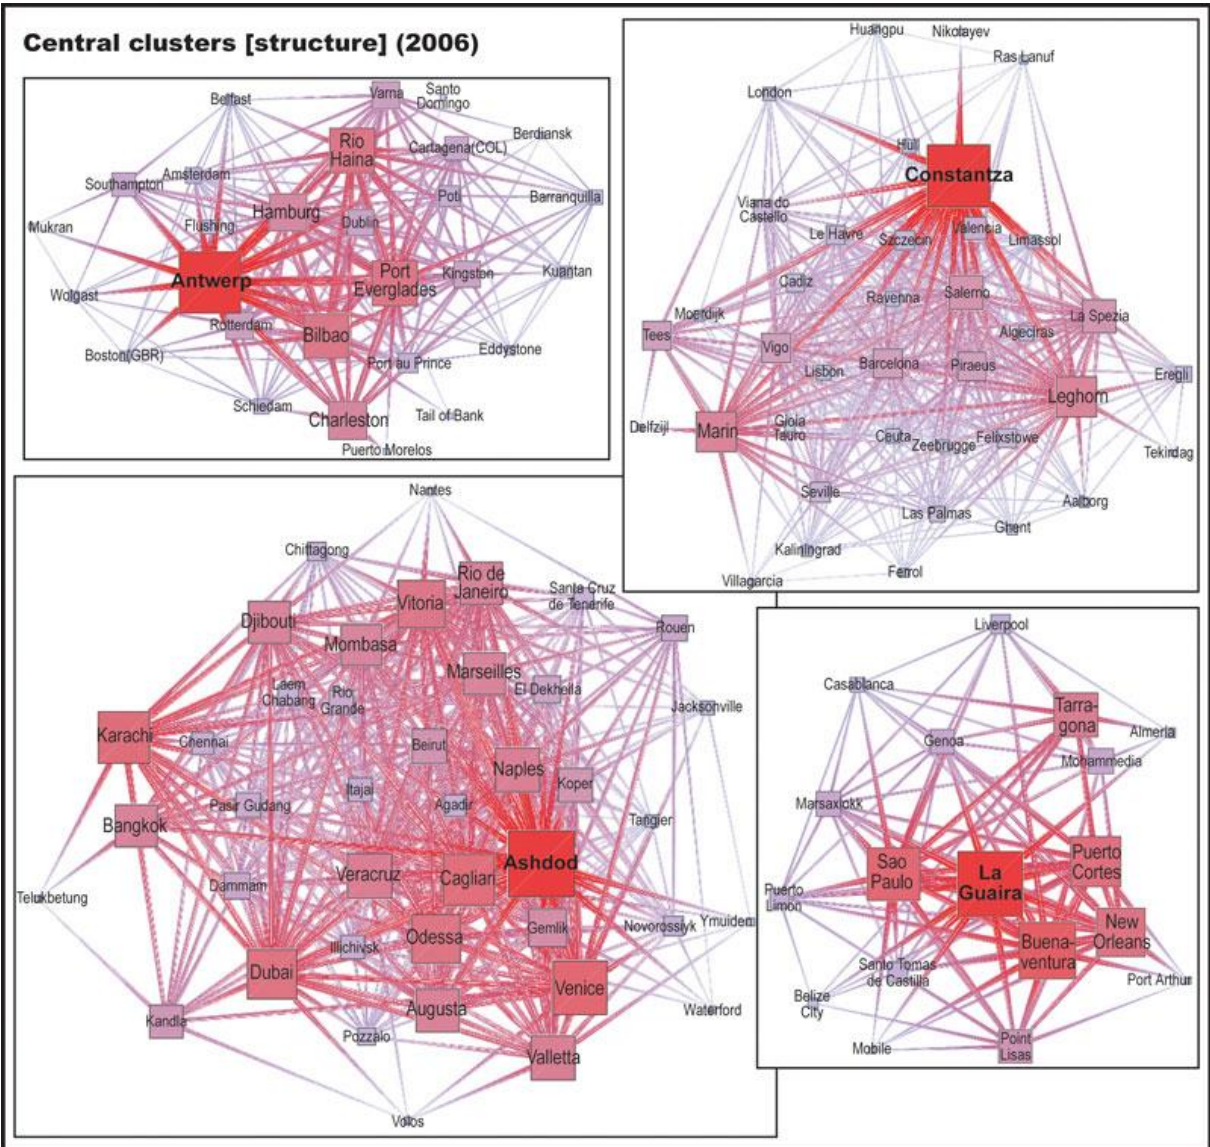 Central clusters [structure] (2006)
Belfast
Varna
Santo
Domingo
Rio
Haina
Berdiansk
Cartagena(COL)
Southampton
Amsterdam
Hamburg
Poti
Barranquilla
Mukran
Flushing
Dublin
Antwerp
Port
Everglades
Kingston
Kuantan
Wolgast
Rotterdam
Bilbao
Boston(GBR)
Port au Prince
Eddystone
Schiedam
Charleston
Tail of Bank
Puerto Morelos
Huangpu
Nikolayev
Ras Lanuf
London
Hull
Constantza
Viana do
Castello
Le Havre
Szczecin
Valencia
Limassol
Cadiz
Ravenna
Salerno
Moerdijk
La Spezia
Tees
Algeciras
Vigo
Lisbon
Barcelona
Piraeus
Eregli
Leghorn
Delfzijl
Marin
Gioia
Tauro
Ceuta
Zeebrugge
Felixstowe
Tekirdag
Seville
Las Palmas
Aalborg
Ghent
Kaliningrad
Ferrol
Villagarcia
Nantes
Chittagong
Rio de
Janeiro
Vitoria
Santa Cruz
de Tenerife
Djibouti
Mombasa
Rouen
Marseilles
El Dekheila
Laem
Chabang
Rio
Grande
Jacksonville
Karachi
Chennai
Beirut
Naples
Koper
Itajai
Pasir Gudang
Agadir
Bangkok
Tangier
Ashdod
Veracruz
Cagliari
Dammam
Telukbetung
Gemlik
Novorossiyk
Ymuiden
Odessa
Illichivsk
Dubai
Venice
Augusta
Waterford
Kandla
Pozzalo
Valletta
Volos
Liverpool
Casablanca
Tarra-
gona
Almeria
Genoa
Mohammedia
Marsaxlokk
Sao
Paulo
La
Guaira
Puerto
Cortes
Puerto
Limon
New
Orleans
Buena-
ventura
Santo Tomas
de Castilla
Port Arthur
Belize
City
Mobile
Point
Lisas